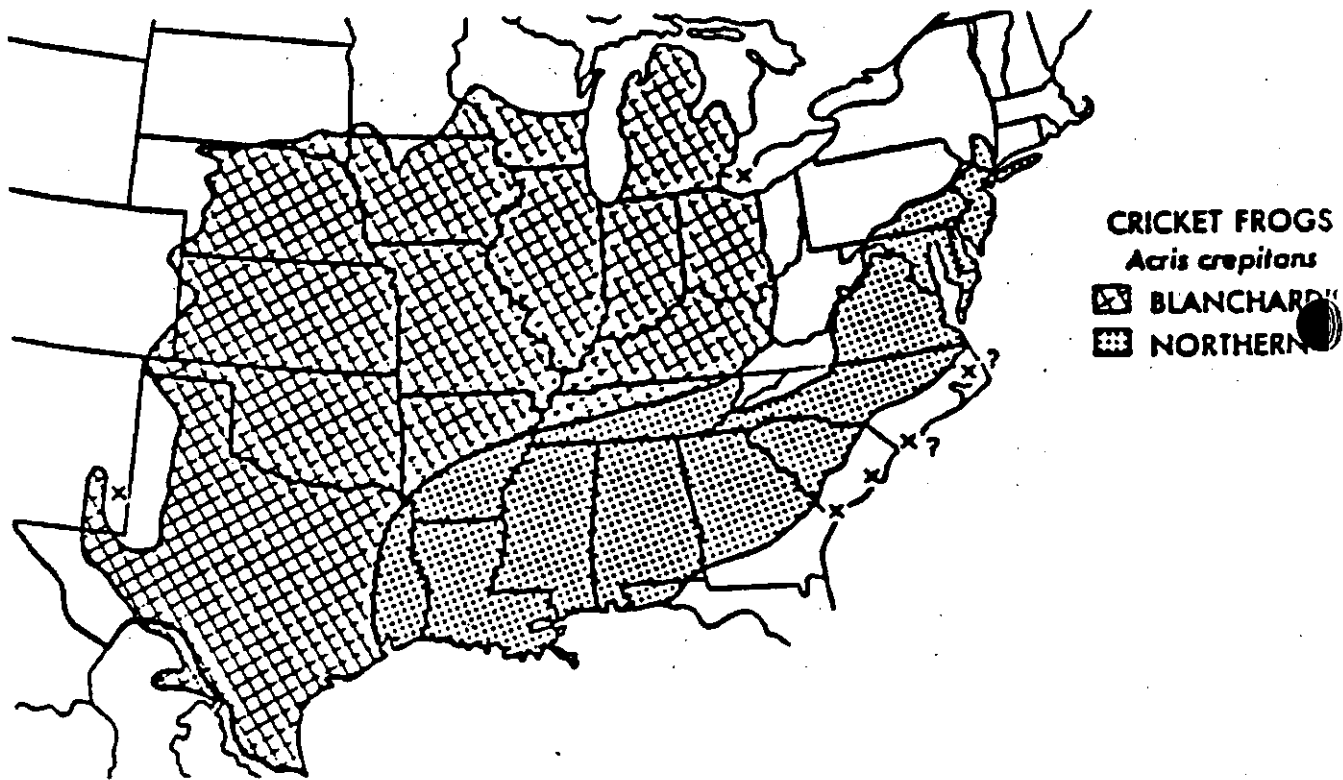 CRICKET FROGS
Acris crepitans
BLANCHARD'S
NORTHERN
?
?